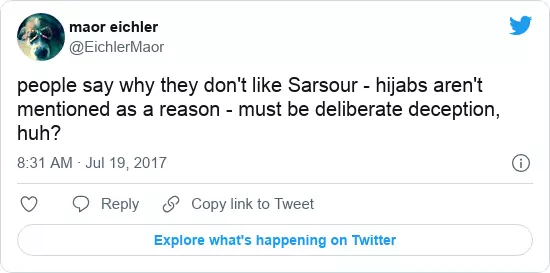 maor eichler
@EichlerMaor
people say why they don't like Sarsour - hijabs aren't
mentioned as a reason - must be deliberate deception,
huh?
8:31 AM · Jul 19, 2017
Reply
Copy link to Tweet
Explore what's happening on Twitter